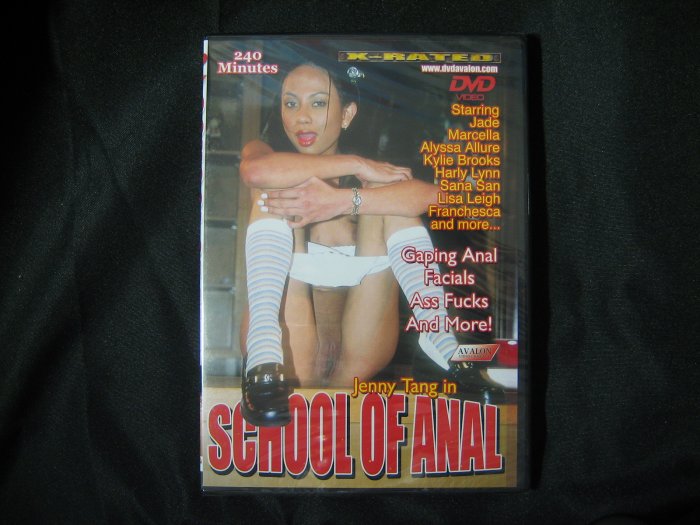 240
Minutes
X-RATED
www.dvdavalon.com
DVD
VIDEO
Starring
Jade
Marcella
Alyssa Allure
Kylie Brooks
Harly Lynn
Sana San
Lisa Leigh
Franchesca
and more...
Gaping Anal
Facials
Ass Fucks
And More!
AVALON
Jenny Tang in
SCHOOL OF ANAL